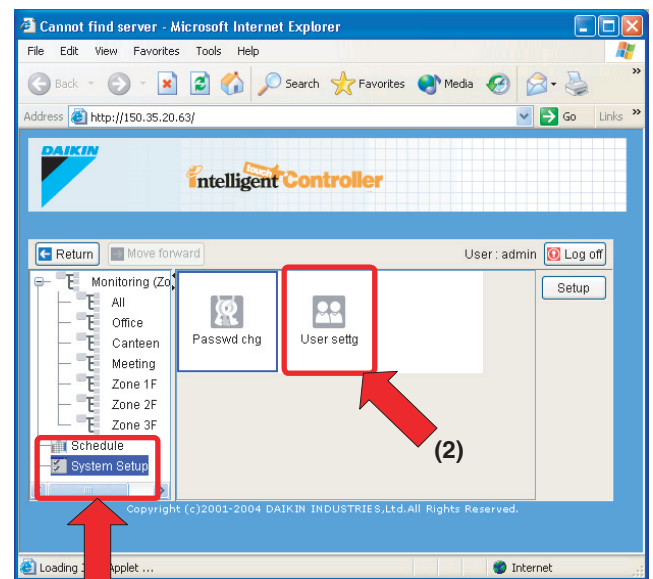 Cannot find server - Microsoft Internet Explorer
File Edit View Favorites Tools Help
Back Search Favorites Media
Address http://150.35.20.63/ Go Links
DAIKIN
intelligent touch Controller
Return Move forward User : admin Log off
Monitoring (Zo
All
Office
Canteen
Meeting
Zone 1F
Zone 2F
Zone 3F
Schedule
System Setup
Passwd chg User settg
Setup
(2)
Copyright (c)2001-2004 DAIKIN INDUSTRIES,Ltd.All Rights Reserved.
Loading Applet ... Internet